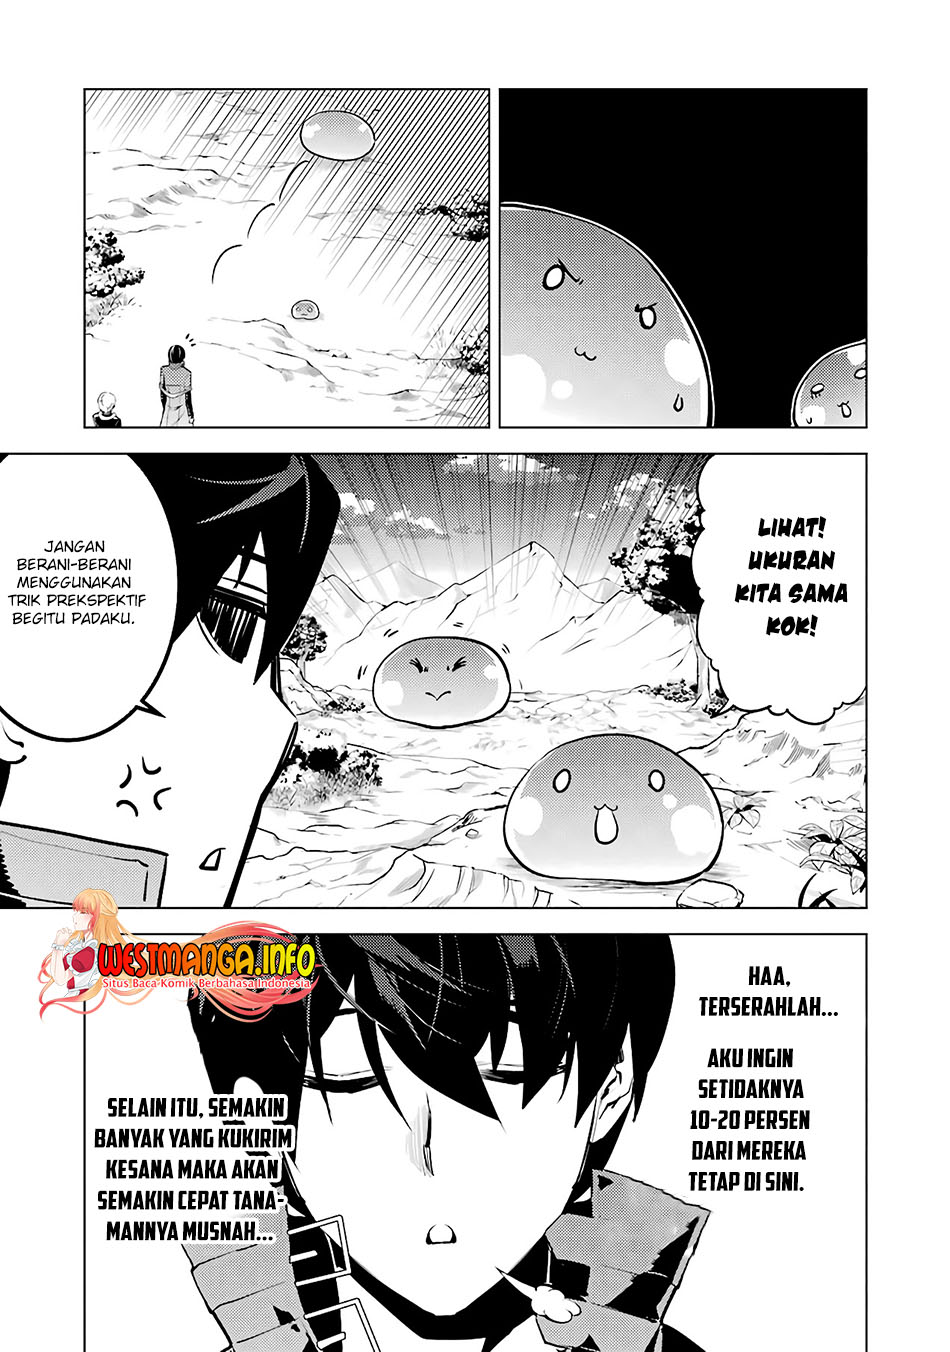 LIHAT!
UKURAN
KITA SAMA
KOK!
JANGAN
BERANI-BERANI
MENGGUNAKAN
TRIK PREKSPEKTIF
BEGITU PADAKU.
WESTMANGA.INFO
Situs Baca Komik Berbahasa Indonesia
HAA,
TERSERAHLAH...
AKU INGIN
SETIDAKNYA
10-20 PERSEN
DARI MEREKA
TETAP DI SINI.
SELAIN ITU, SEMAKIN
BANYAK YANG KUKIRIM
KESANA MAKA AKAN
SEMAKIN CEPAT TANA-
MANNYA MUSNAH...